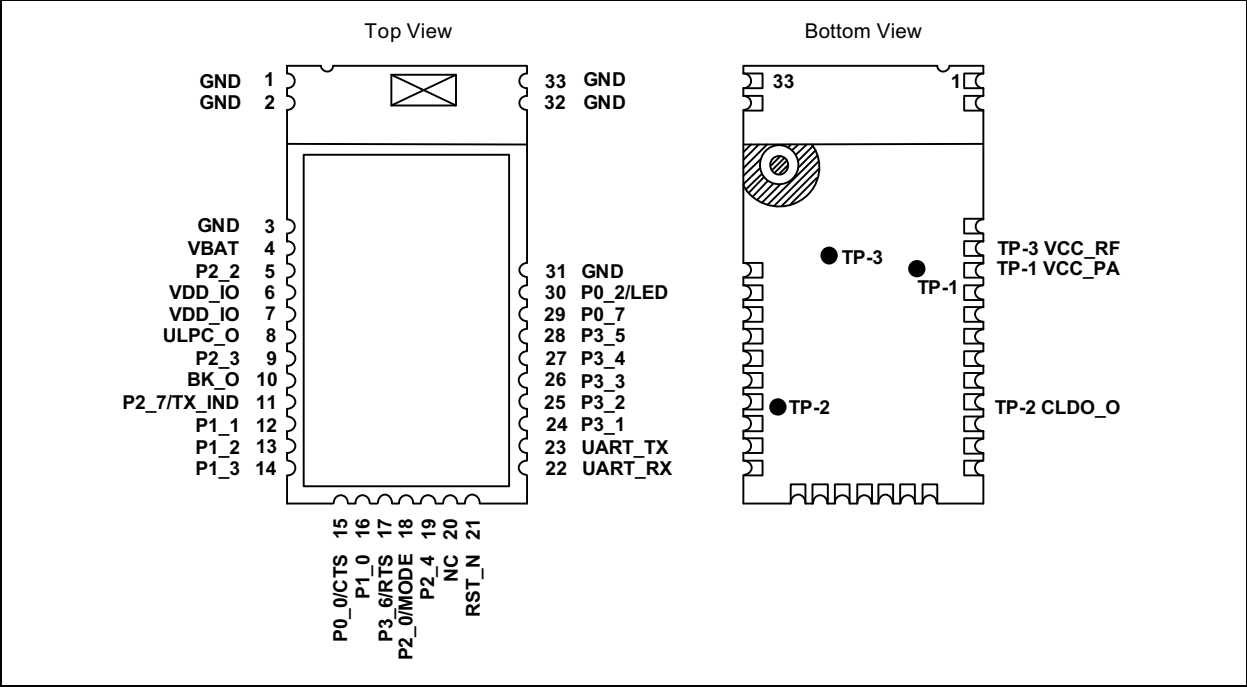 Top View
Bottom View
GND 1
GND 2
33 GND
32 GND
GND 3
VBAT 4
P2_2 5
VDD_IO 6
VDD_IO 7
ULPC_O 8
P2_3 9
BK_O 10
P2_7/TX_IND 11
P1_1 12
P1_2 13
P1_3 14
31 GND
30 P0_2/LED
29 P0_7
28 P3_5
27 P3_4
26 P3_3
25 P3_2
24 P3_1
23 UART_TX
22 UART_RX
P0_0/CTS 15
P1_0 16
P3_6/RTS 17
P2_0/MODE 18
P2_4 19
NC 20
RST_N 21
33
1
TP-3
TP-1
TP-2
TP-3 VCC_RF
TP-1 VCC_PA
TP-2 CLDO_O